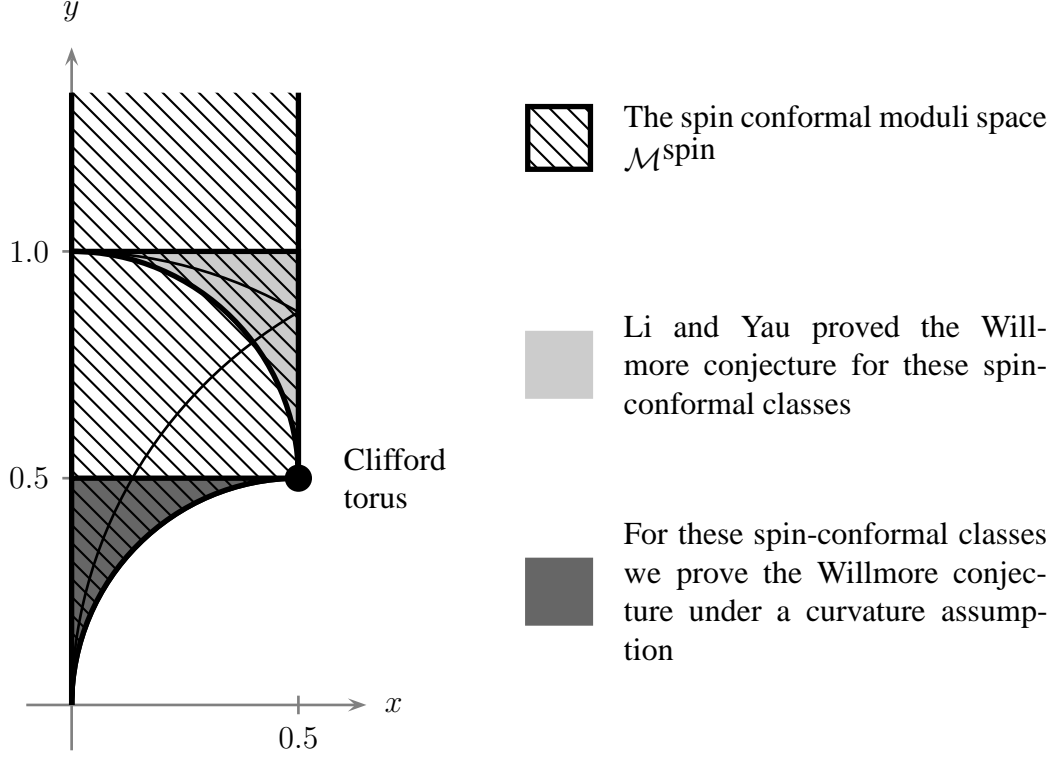 y
1.0
0.5
x
0.5
Clifford
torus
The spin conformal moduli space
ℳspin
Li and Yau proved the Will-
more conjecture for these spin-
conformal classes
For these spin-conformal classes
we prove the Willmore conjec-
ture under a curvature assump-
tion